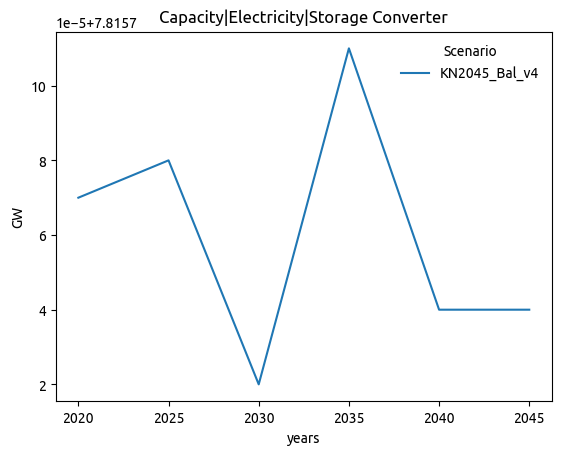 Capacity|Electricity|Storage Converter
1e−5+7.8157
Scenario
KN2045_Bal_v4
10
8
6
4
2
GW
2020 2025 2030 2035 2040 2045
years